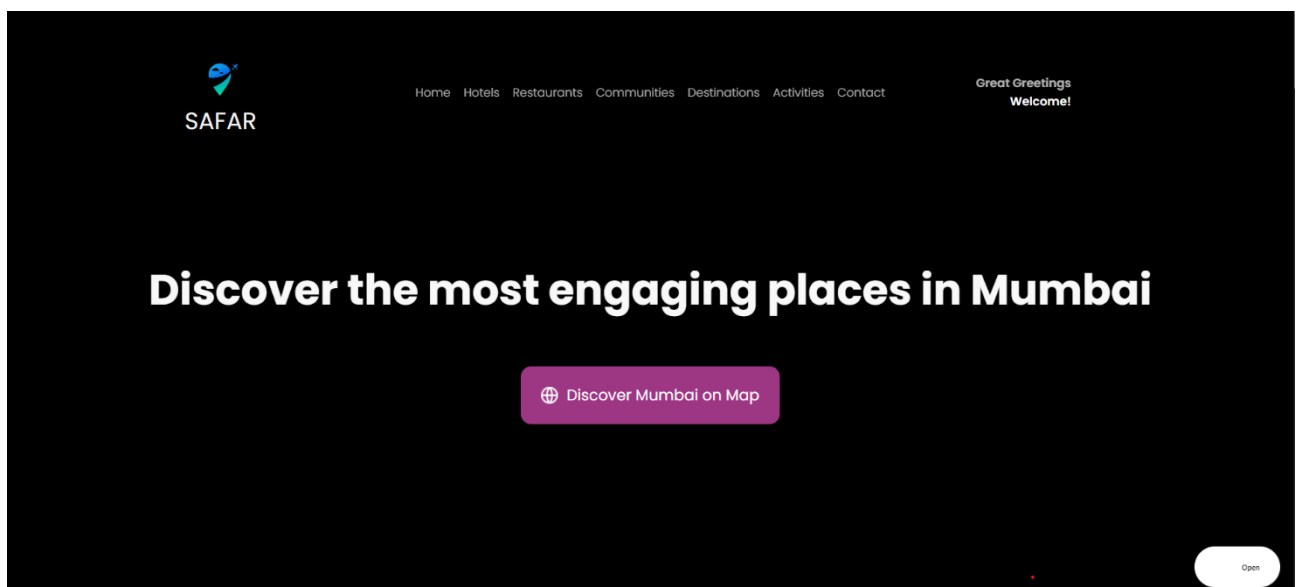 SAFAR
Home Hotels Restaurants Communities Destinations Activities Contact
Great Greetings
Welcome!
Discover the most engaging places in Mumbai
Discover Mumbai on Map
Open